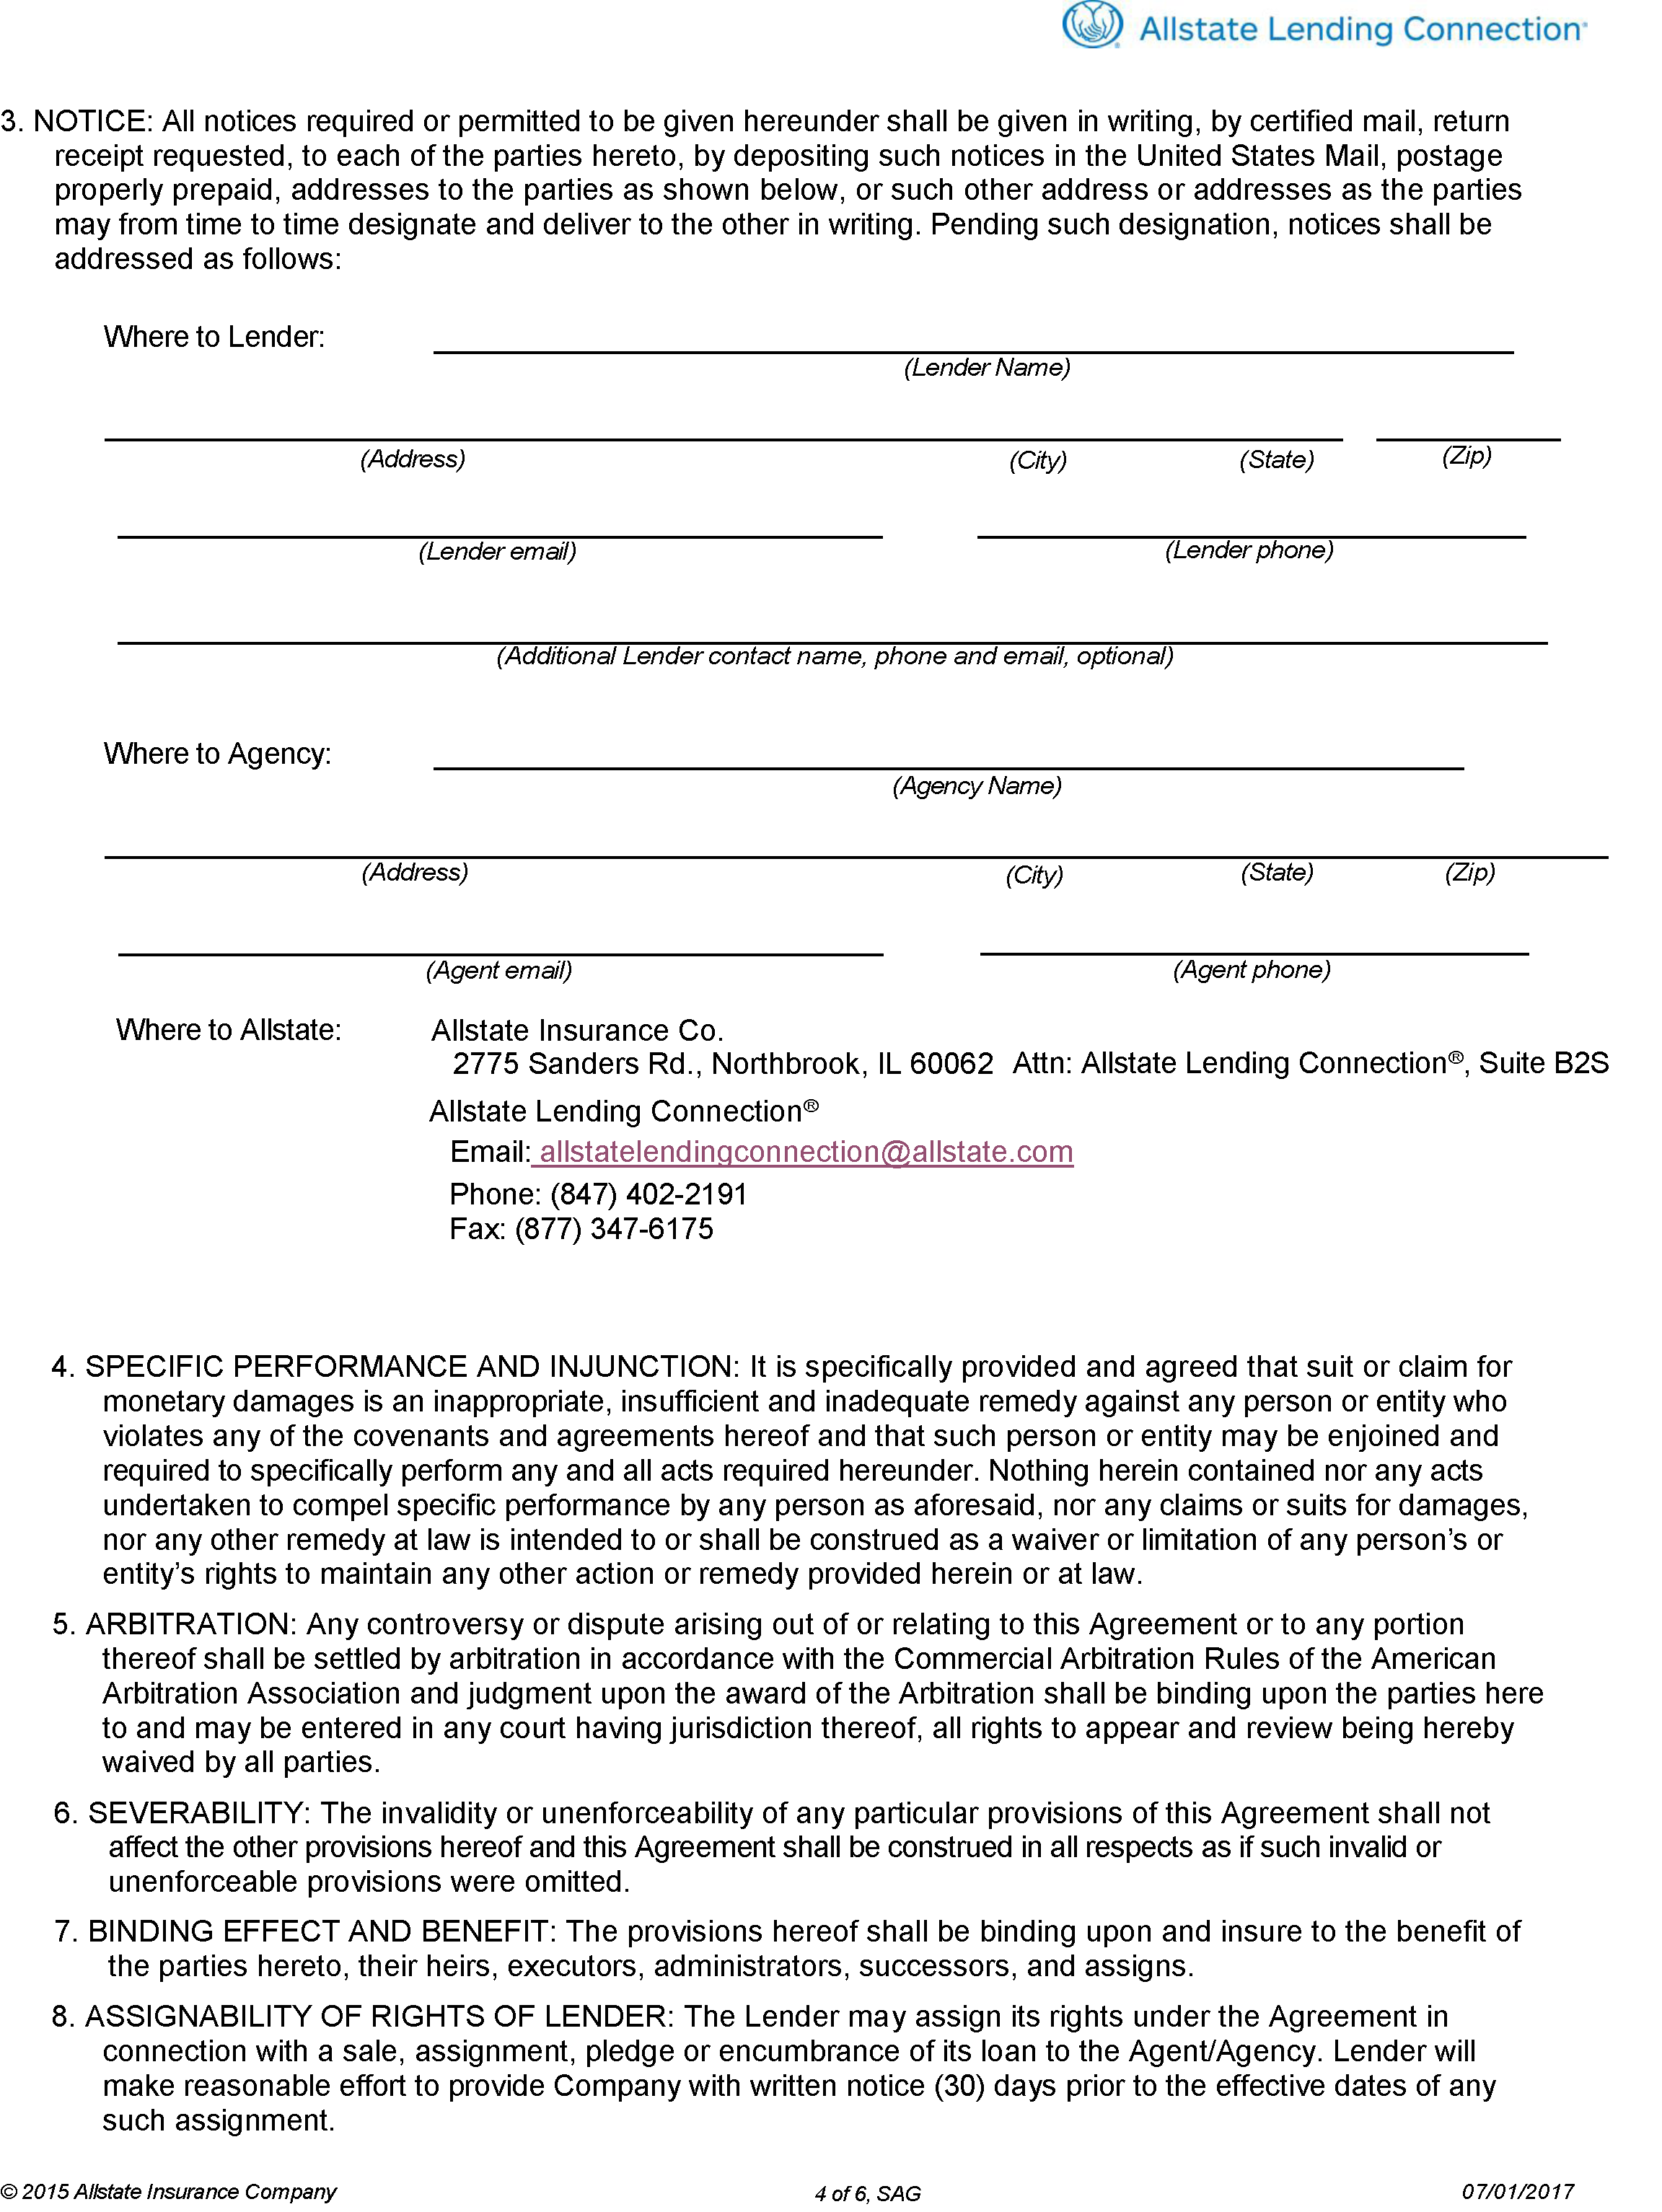 Allstate Lending Connection®
3. NOTICE: All notices required or permitted to be given hereunder shall be given in writing, by certified mail, return
receipt requested, to each of the parties hereto, by depositing such notices in the United States Mail, postage
properly prepaid, addresses to the parties as shown below, or such other address or addresses as the parties
may from time to time designate and deliver to the other in writing. Pending such designation, notices shall be
addressed as follows:
Where to Lender:
(Lender Name)
(Address) (City) (State) (Zip)
(Lender email) (Lender phone)
(Additional Lender contact name, phone and email, optional)
Where to Agency:
(Agency Name)
(Address) (City) (State) (Zip)
(Agent email) (Agent phone)
Where to Allstate: Allstate Insurance Co.
2775 Sanders Rd., Northbrook, IL 60062 Attn: Allstate Lending Connection®, Suite B2S
Allstate Lending Connection®
Email: allstatelendingconnection@allstate.com
Phone: (847) 402-2191
Fax: (877) 347-6175
4. SPECIFIC PERFORMANCE AND INJUNCTION: It is specifically provided and agreed that suit or claim for
monetary damages is an inappropriate, insufficient and inadequate remedy against any person or entity who
violates any of the covenants and agreements hereof and that such person or entity may be enjoined and
required to specifically perform any and all acts required hereunder. Nothing herein contained nor any acts
undertaken to compel specific performance by any person as aforesaid, nor any claims or suits for damages,
nor any other remedy at law is intended to or shall be construed as a waiver or limitation of any person’s or
entity’s rights to maintain any other action or remedy provided herein or at law.
5. ARBITRATION: Any controversy or dispute arising out of or relating to this Agreement or to any portion
thereof shall be settled by arbitration in accordance with the Commercial Arbitration Rules of the American
Arbitration Association and judgment upon the award of the Arbitration shall be binding upon the parties here
to and may be entered in any court having jurisdiction thereof, all rights to appear and review being hereby
waived by all parties.
6. SEVERABILITY: The invalidity or unenforceability of any particular provisions of this Agreement shall not
affect the other provisions hereof and this Agreement shall be construed in all respects as if such invalid or
unenforceable provisions were omitted.
7. BINDING EFFECT AND BENEFIT: The provisions hereof shall be binding upon and insure to the benefit of
the parties hereto, their heirs, executors, administrators, successors, and assigns.
8. ASSIGNABILITY OF RIGHTS OF LENDER: The Lender may assign its rights under the Agreement in
connection with a sale, assignment, pledge or encumbrance of its loan to the Agent/Agency. Lender will
make reasonable effort to provide Company with written notice (30) days prior to the effective dates of any
such assignment.
© 2015 Allstate Insurance Company 4 of 6, SAG 07/01/2017